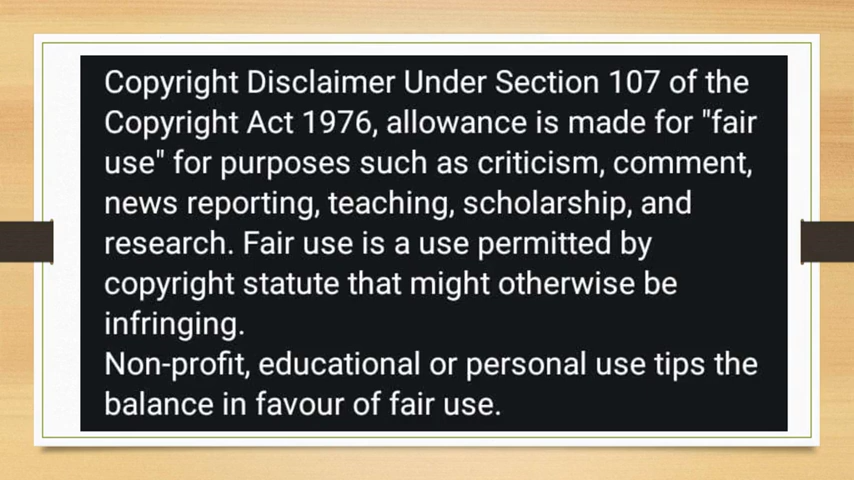 Copyright Disclaimer Under Section 107 of the
Copyright Act 1976, allowance is made for "fair
use" for purposes such as criticism, comment,
news reporting, teaching, scholarship, and
research. Fair use is a use permitted by
copyright statute that might otherwise be
infringing.
Non-profit, educational or personal use tips the
balance in favour of fair use.